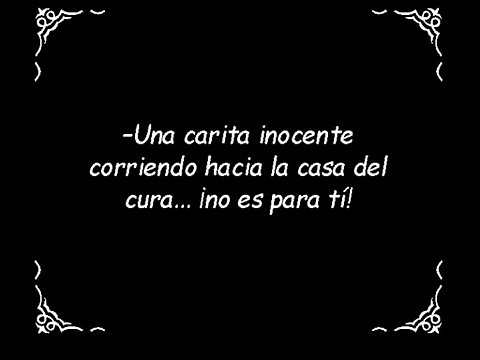 -Una carita inocente
corriendo hacia la casa del
cura... ¡no es para tí!